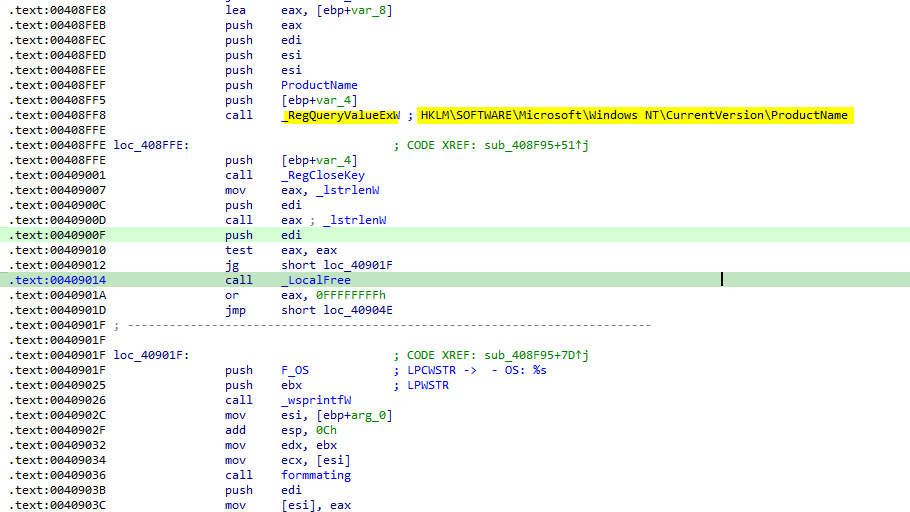 .text:00408FE8 lea eax, [ebp+var_8]
.text:00408FEB push eax
.text:00408FEC push edi
.text:00408FED push esi
.text:00408FEE push esi
.text:00408FEF push ProductName
.text:00408FF5 push [ebp+var_4]
.text:00408FF8 call _RegQueryValueExW ; HKLM\SOFTWARE\Microsoft\Windows NT\CurrentVersion\ProductName
.text:00408FFE
.text:00408FFE loc_408FFE: ; CODE XREF: sub_408F95+51↑j
.text:00408FFE push [ebp+var_4]
.text:00409001 call _RegCloseKey
.text:00409007 mov eax, _lstrlenW
.text:0040900C push edi
.text:0040900D call eax ; _lstrlenW
.text:0040900F push edi
.text:00409010 test eax, eax
.text:00409012 jg short loc_40901F
.text:00409014 call _LocalFree
.text:0040901A or eax, 0FFFFFFFFh
.text:0040901D jmp short loc_40904E
.text:0040901F ; ---------------------------------------------------------------------------
.text:0040901F
.text:0040901F loc_40901F: ; CODE XREF: sub_408F95+7D↑j
.text:0040901F push F_OS ; LPCWSTR -> - OS: %s
.text:00409025 push ebx ; LPWSTR
.text:00409026 call _wsprintfW
.text:0040902C mov esi, [ebp+arg_0]
.text:0040902F add esp, 0Ch
.text:00409032 mov edx, ebx
.text:00409034 mov ecx, [esi]
.text:00409036 call formmating
.text:0040903B push edi
.text:0040903C mov [esi], eax